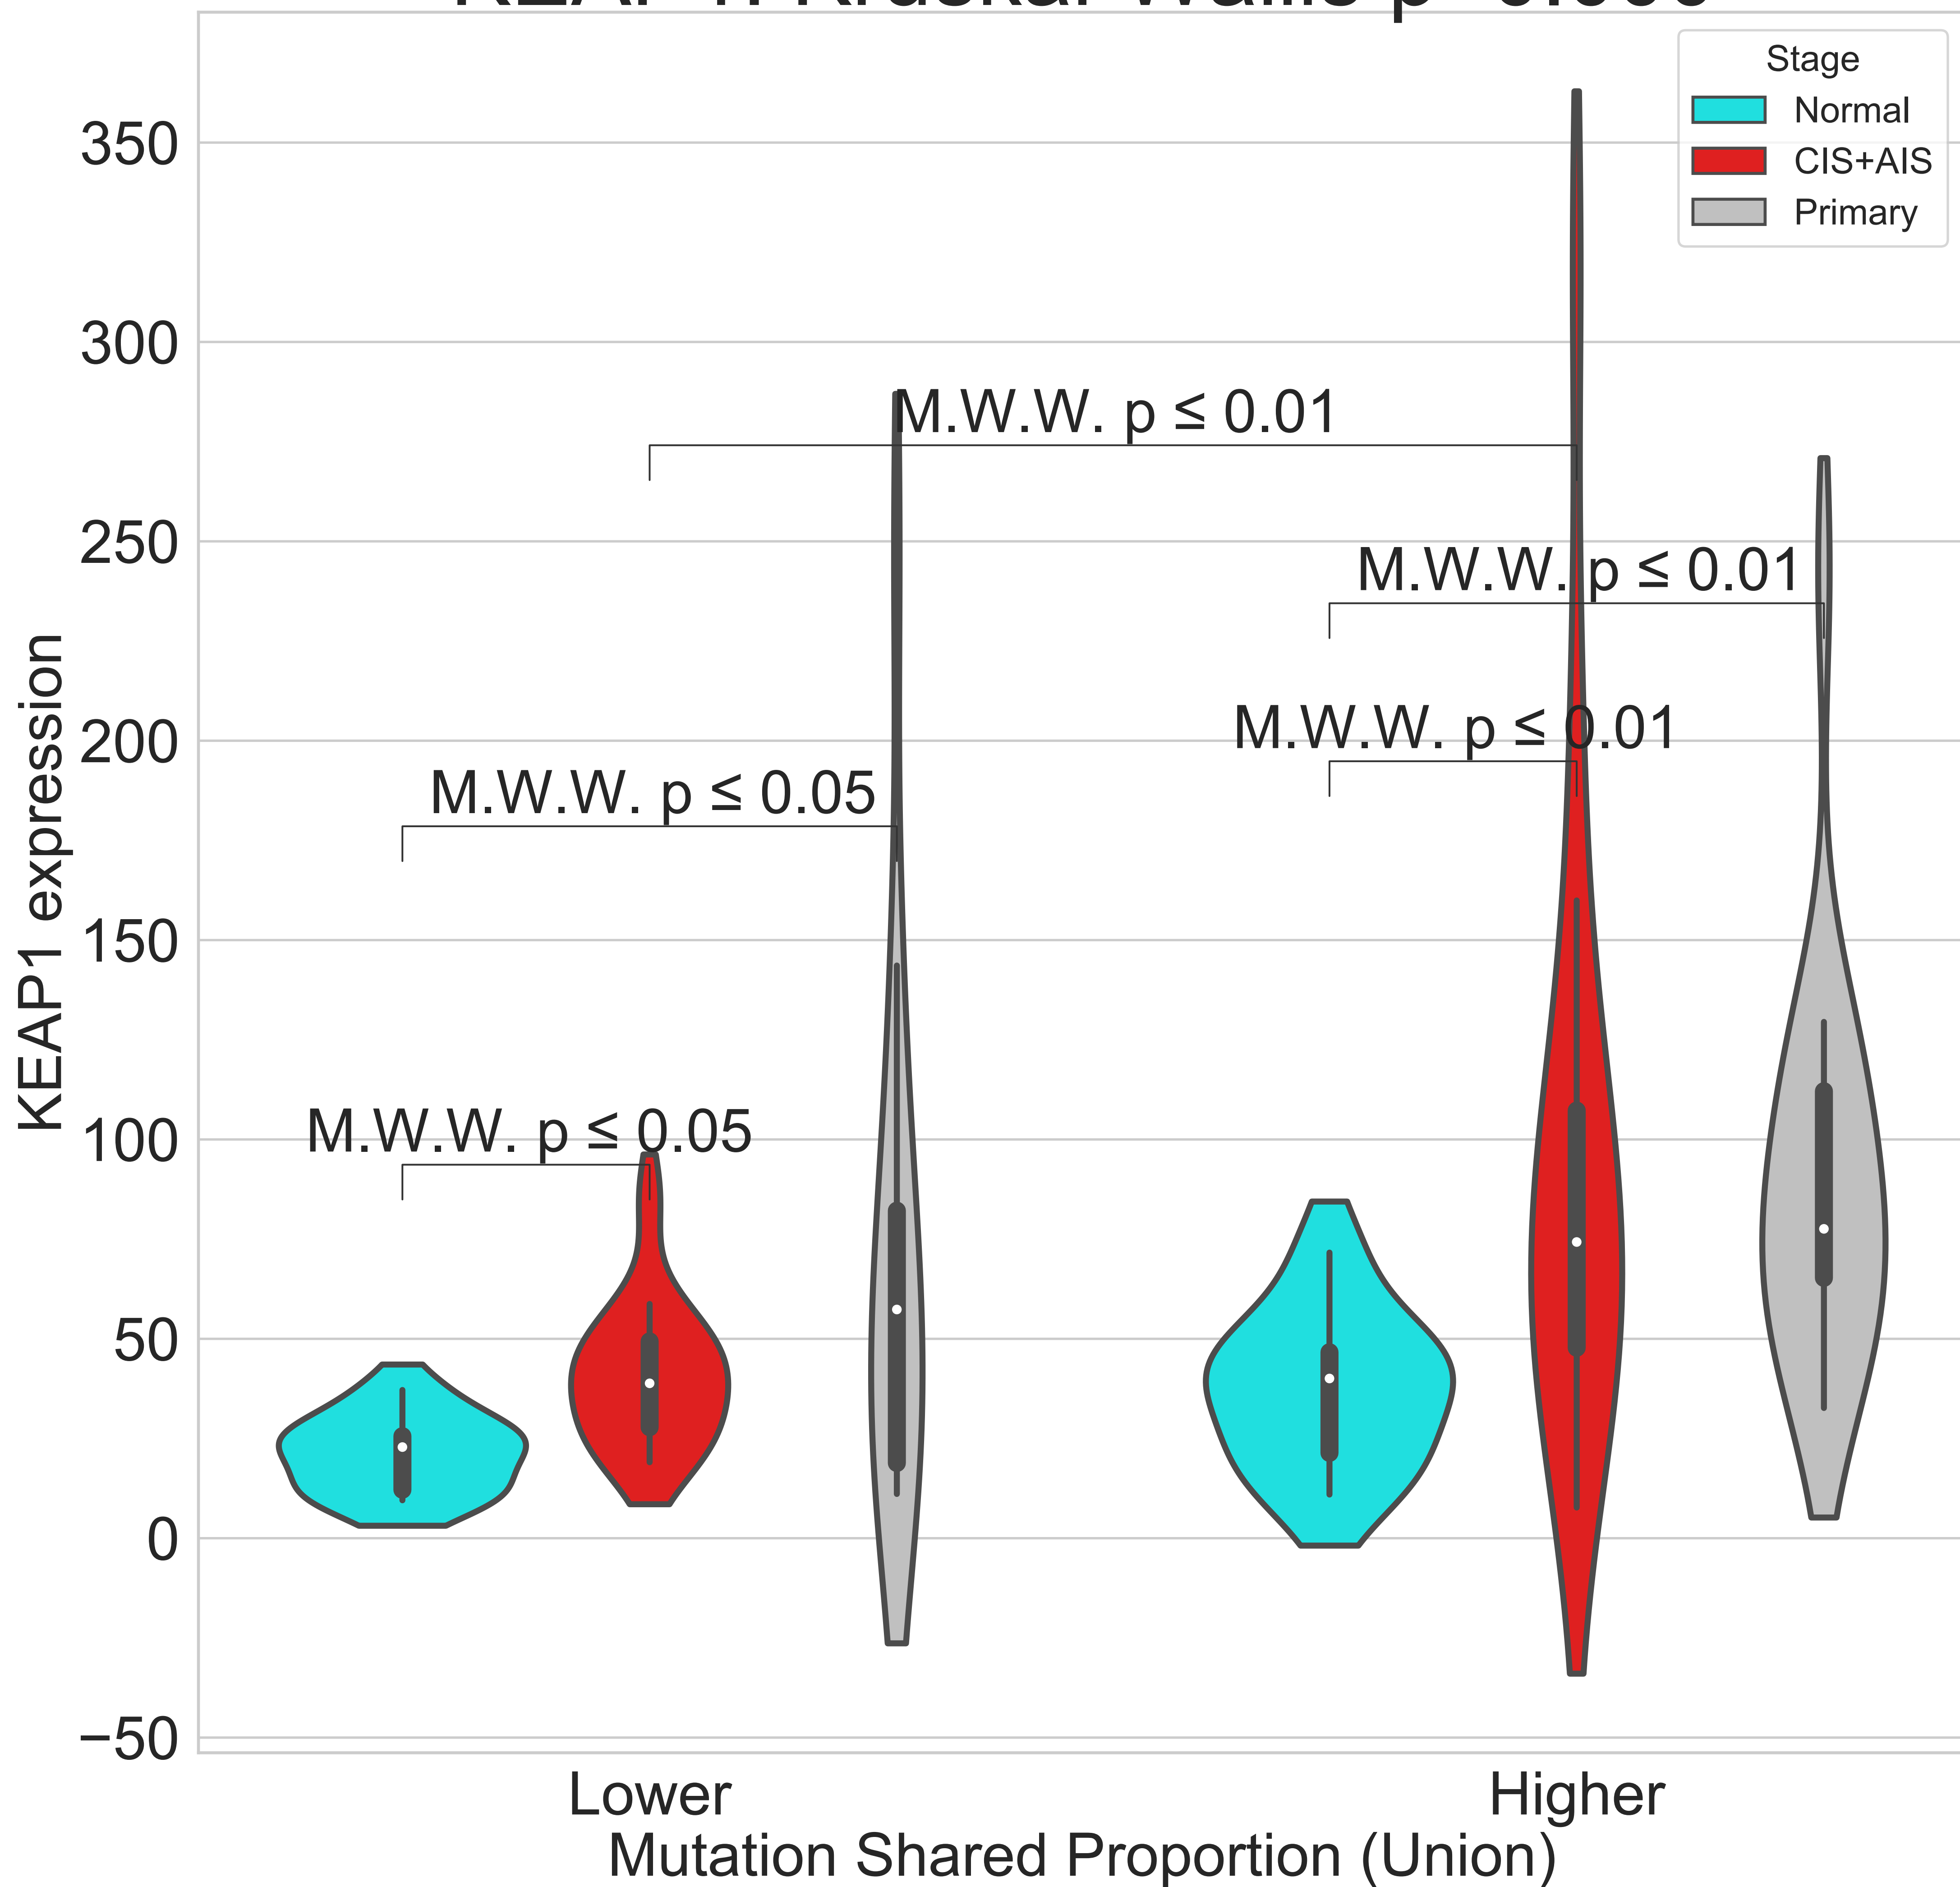 Stage
Normal
CIS+AIS
Primary
350
300
250
200
150
100
50
0
−50
KEAP1 expression
M.W.W. p ≤ 0.01
M.W.W. p ≤ 0.01
M.W.W. p ≤ 0.01
M.W.W. p ≤ 0.05
M.W.W. p ≤ 0.05
Lower
Higher
Mutation Shared Proportion (Union)